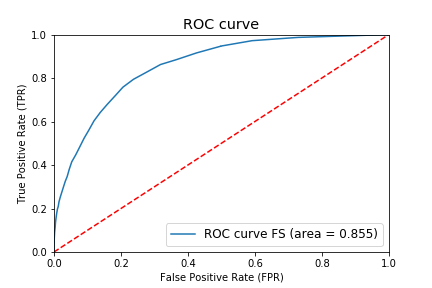 ROC curve
True Positive Rate (TPR)
1.0
0.8
0.6
0.4
0.2
0.0
ROC curve FS (area = 0.855)
0.0 0.2 0.4 0.6 0.8 1.0
False Positive Rate (FPR)